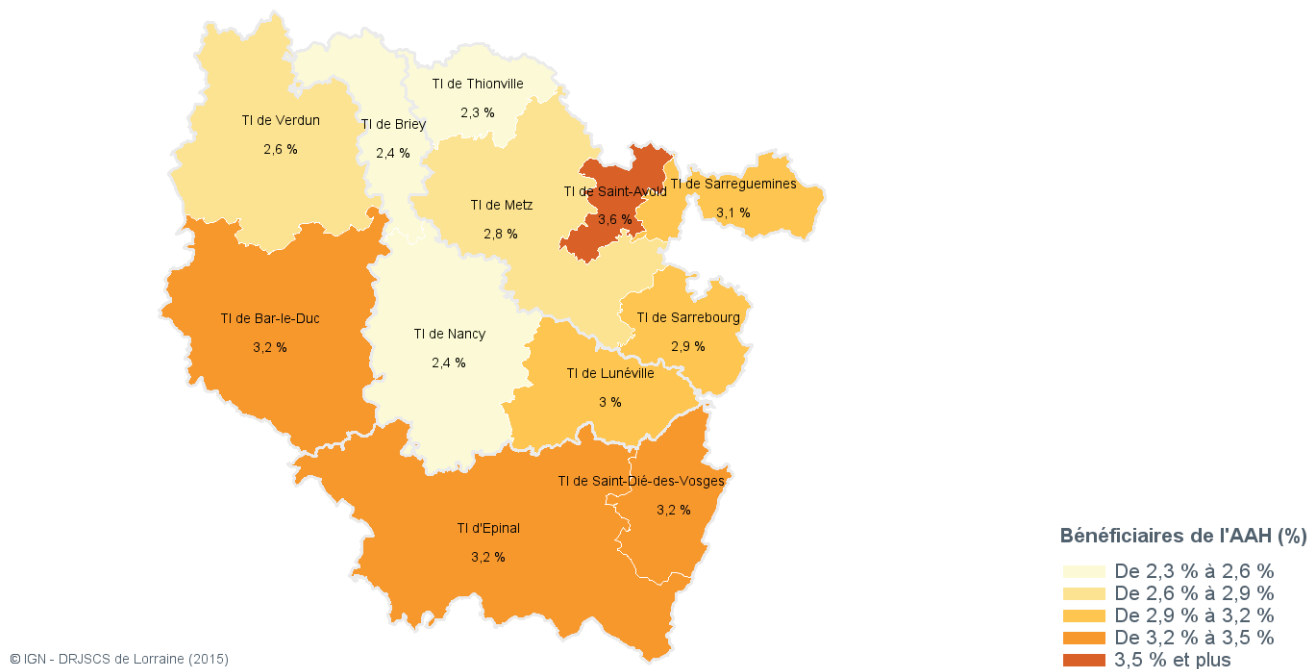 TI de Thionville
2,3 %
TI de Verdun
2,6 %
TI de Briey
2,4 %
TI de Saint-Avold
3,6 %
TI de Sarreguemines
3,1 %
TI de Metz
2,8 %
TI de Bar-le-Duc
3,2 %
TI de Nancy
2,4 %
TI de Sarrebourg
2,9 %
TI de Lunéville
3 %
TI de Saint-Dié-des-Vosges
3,2 %
TI d'Epinal
3,2 %
Bénéficiaires de l'AAH (%)
De 2,3 % à 2,6 %
De 2,6 % à 2,9 %
De 2,9 % à 3,2 %
De 3,2 % à 3,5 %
3,5 % et plus
© IGN - DRJSCS de Lorraine (2015)